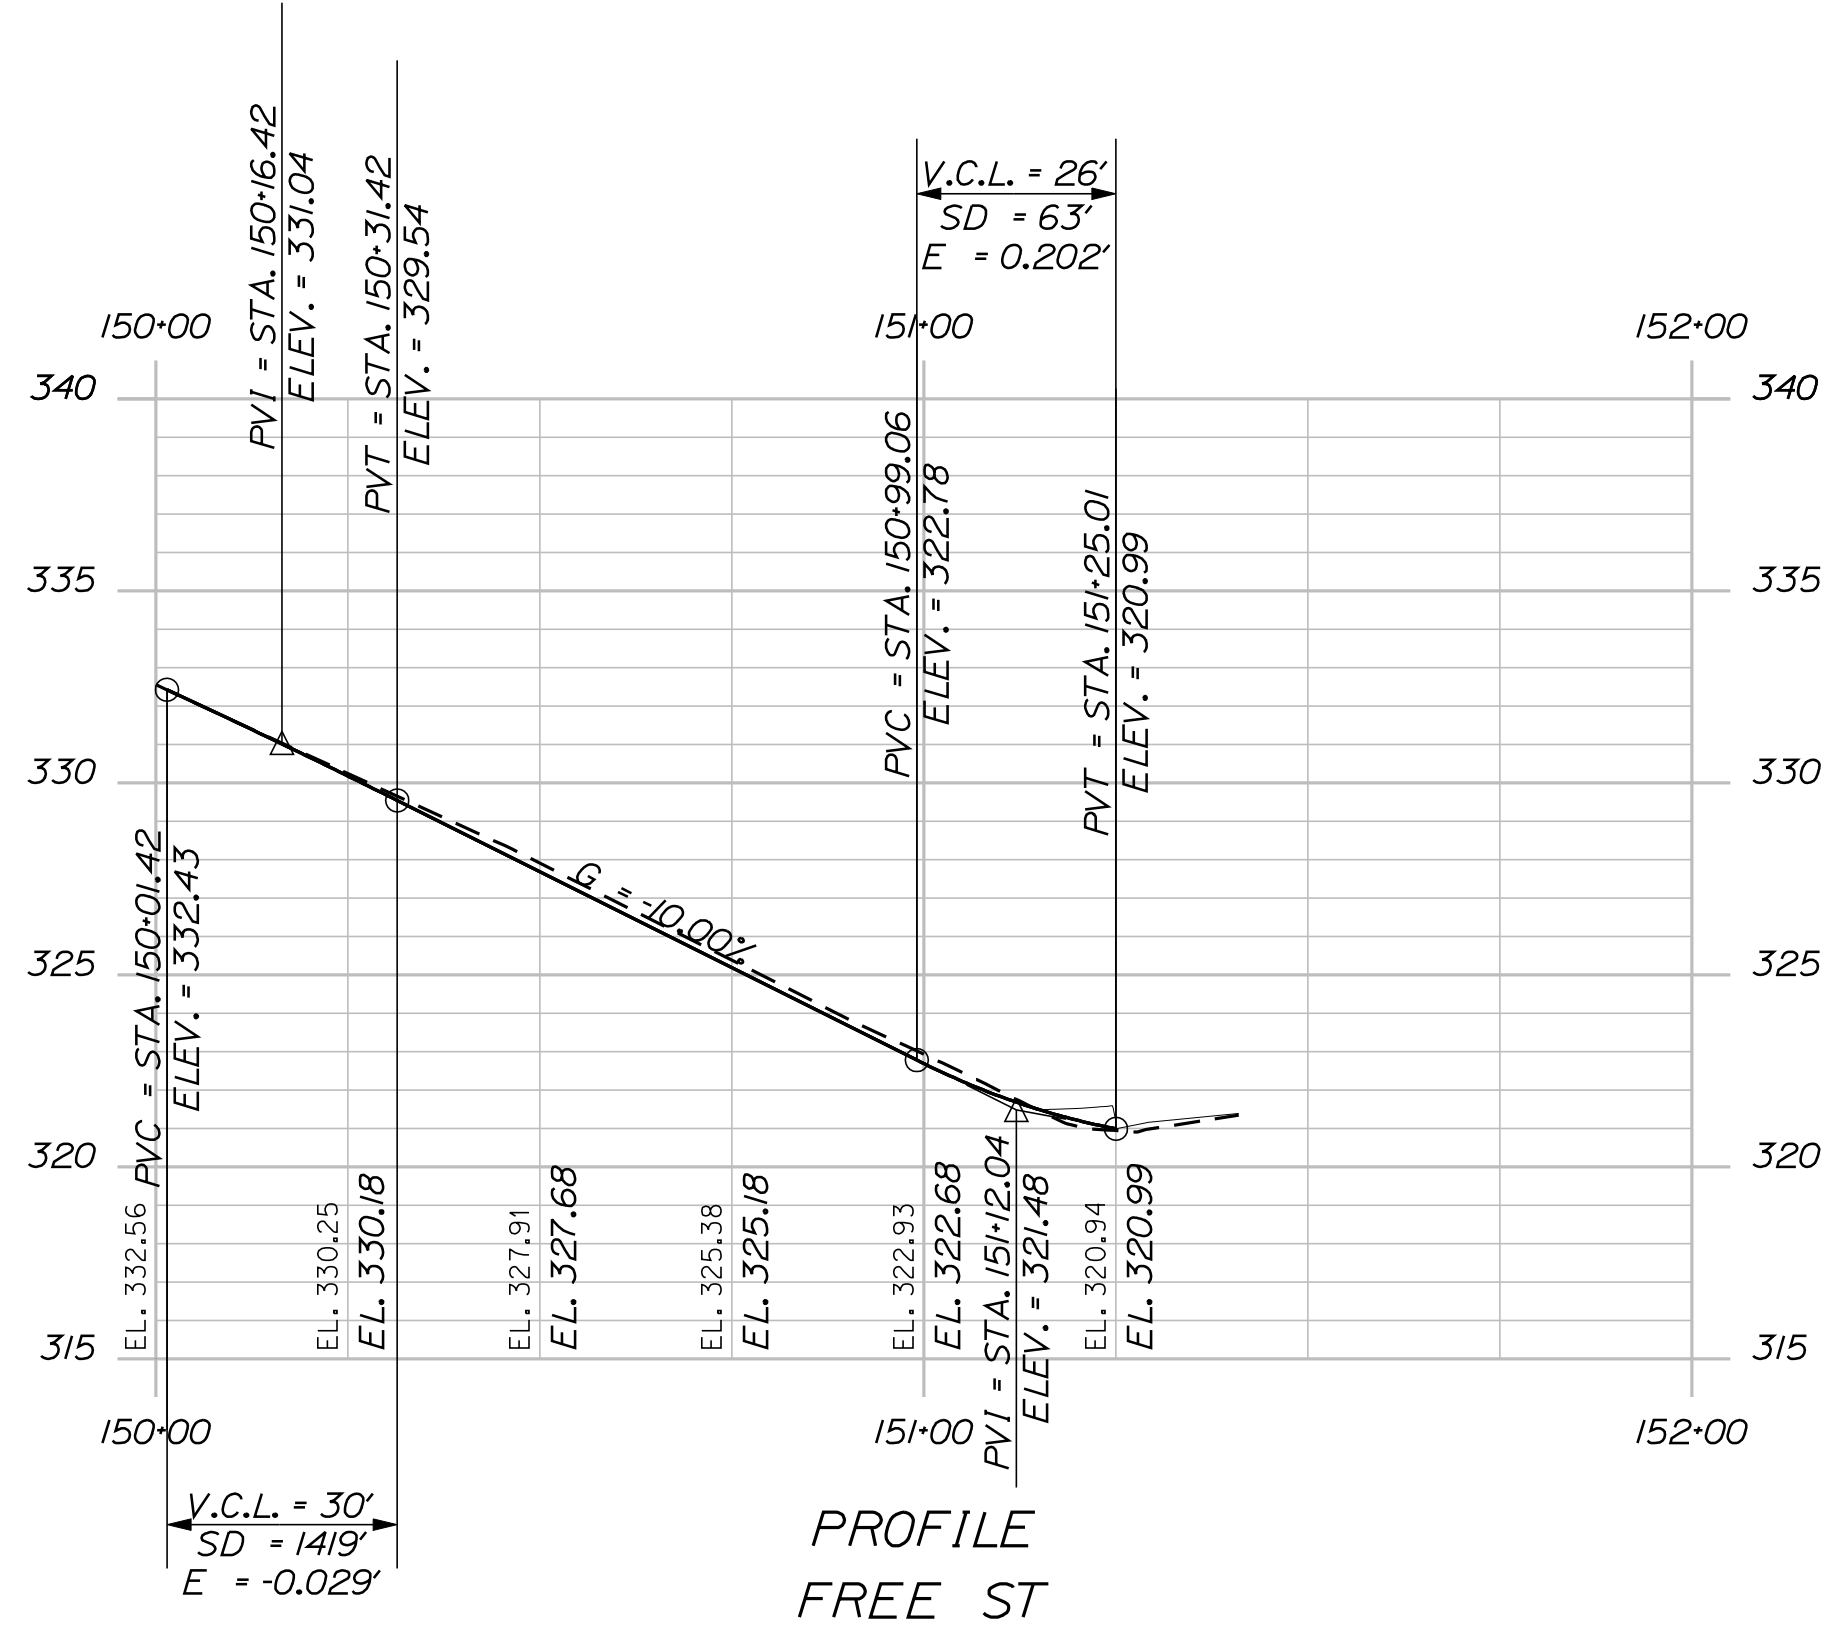 PVI = STA. 150+16.42
ELEV. = 331.04
PVT = STA. 150+31.42
ELEV. = 329.54
V.C.L. = 26'
SD = 63'
E = 0.202'
150+00
151+00
152+00
340
340
335
335
330
330
325
325
320
320
315
315
PVC = STA. 150+99.06
ELEV. = 322.78
PVT = STA. 151+25.01
ELEV. = 320.99
PVC = STA. 150+01.42
ELEV. = 332.43
G = -10.00%
EL. 332.56
EL. 330.25
EL. 330.18
EL. 327.91
EL. 327.68
EL. 325.38
EL. 325.18
EL. 322.93
EL. 322.68
PVI = STA. 151+12.04
ELEV. = 321.48
EL. 320.94
EL. 320.99
150+00
151+00
152+00
V.C.L. = 30'
SD = 1419'
E = -0.029'
PROFILE
FREE ST